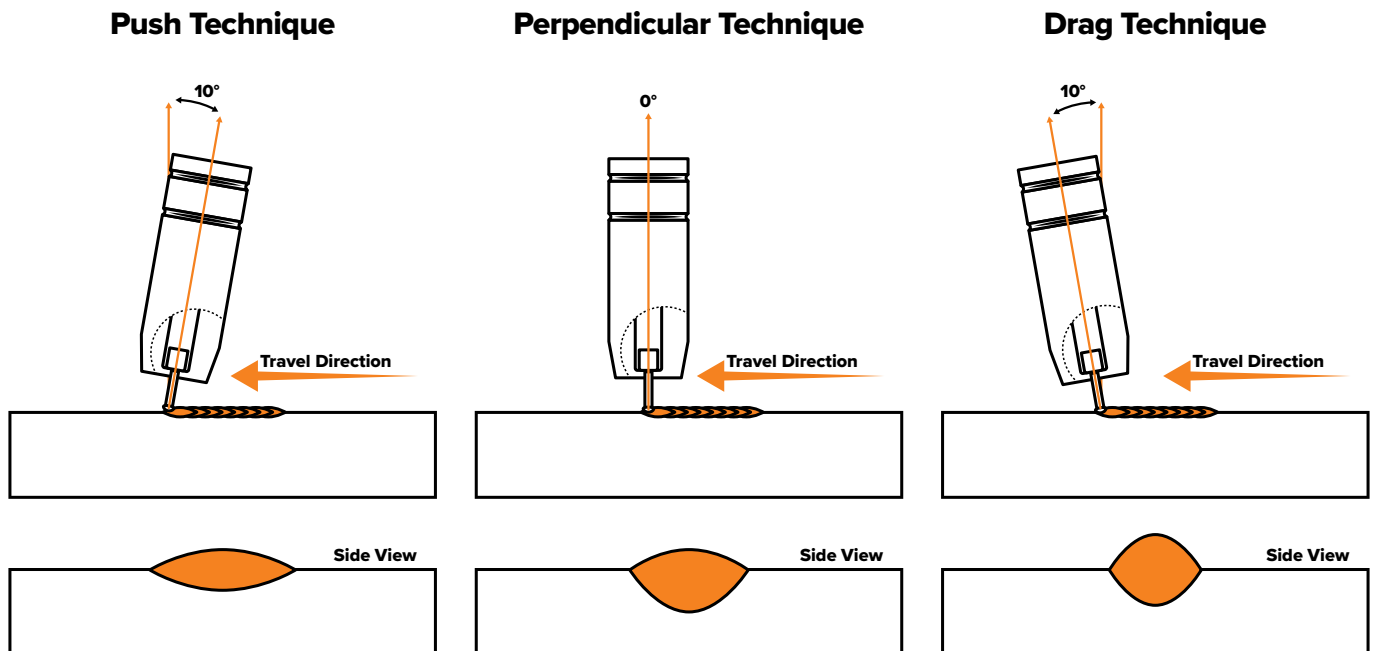 Push Technique
Perpendicular Technique
Drag Technique
10°
0°
10°
Travel Direction
Travel Direction
Travel Direction
Side View
Side View
Side View